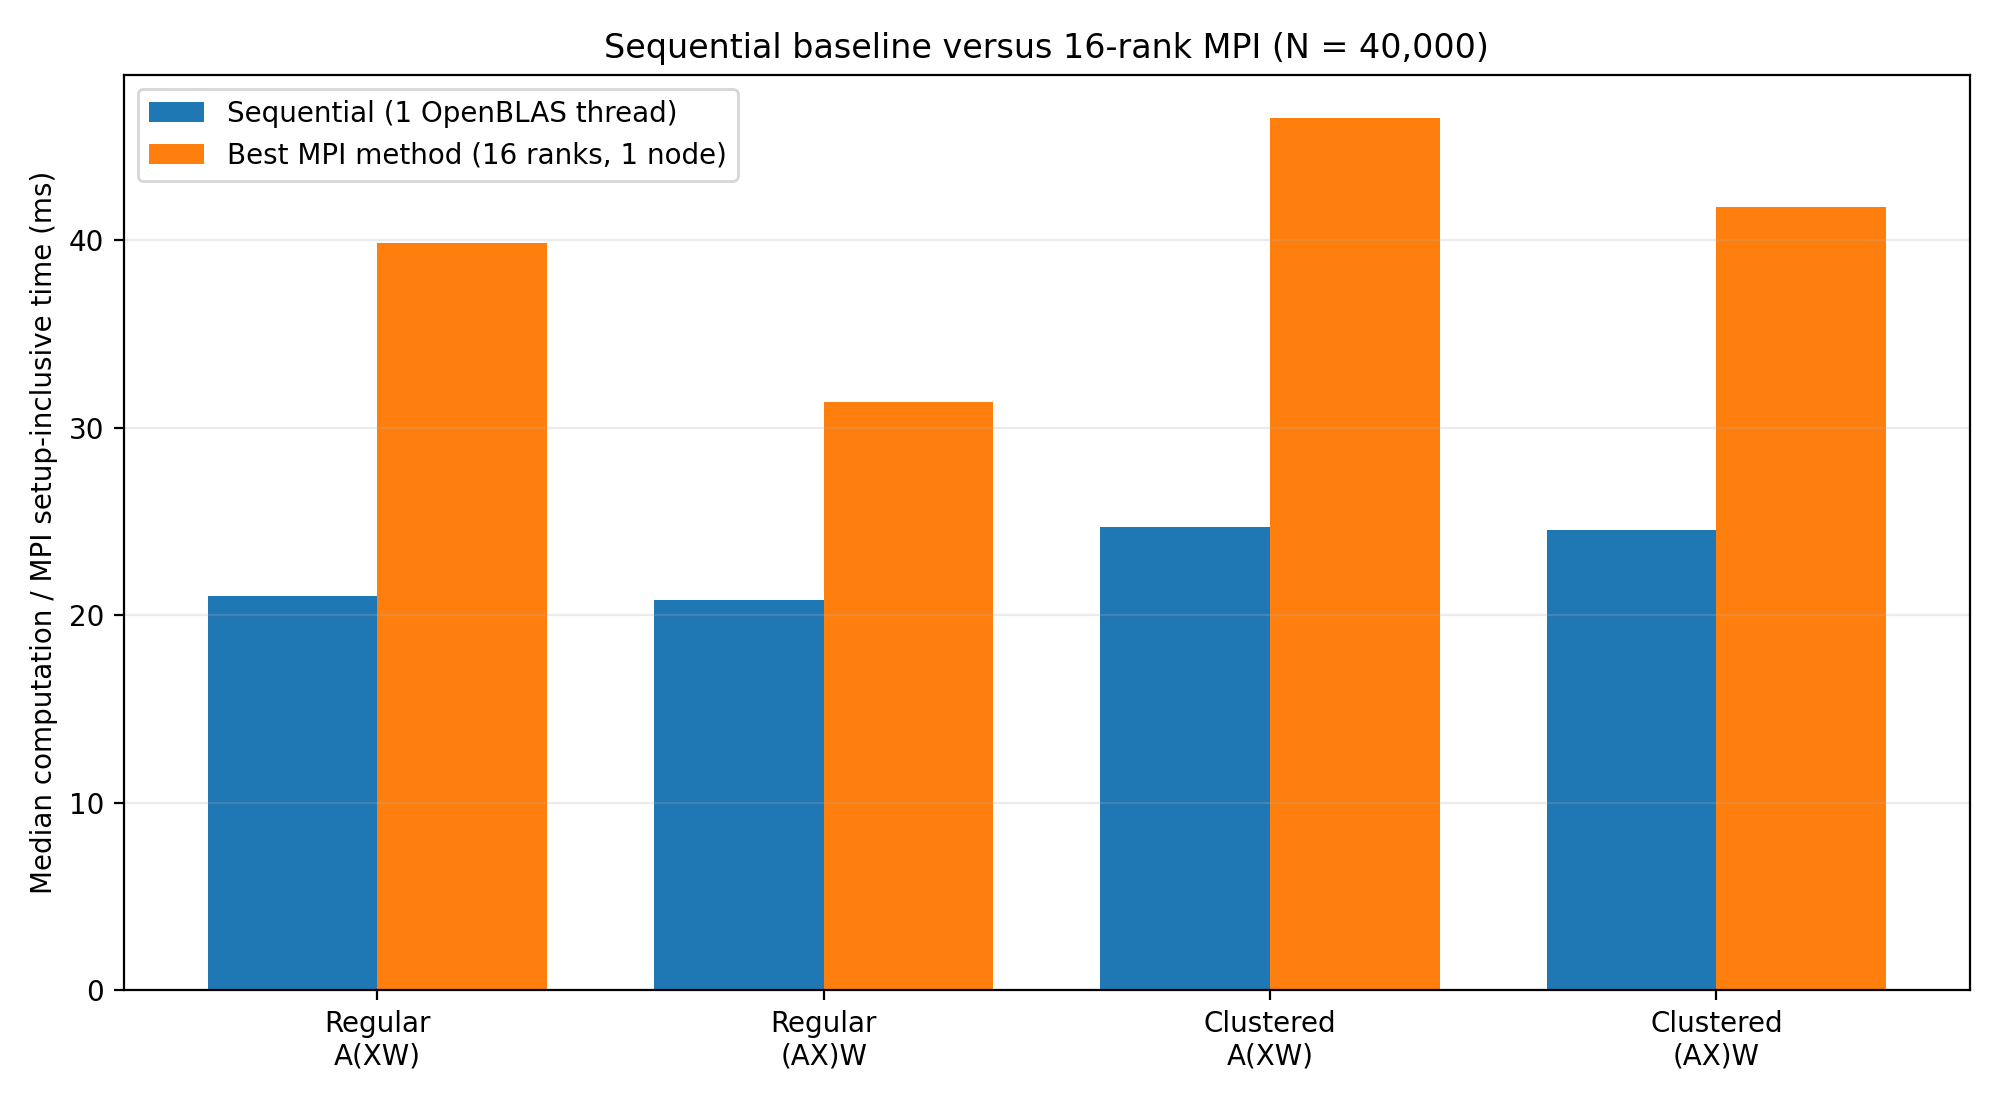 Sequential baseline versus 16-rank MPI (N = 40,000)
Sequential (1 OpenBLAS thread)
Best MPI method (16 ranks, 1 node)
Median computation / MPI setup-inclusive time (ms)
40
30
20
10
0
Regular
A(XW)
Regular
(AX)W
Clustered
A(XW)
Clustered
(AX)W